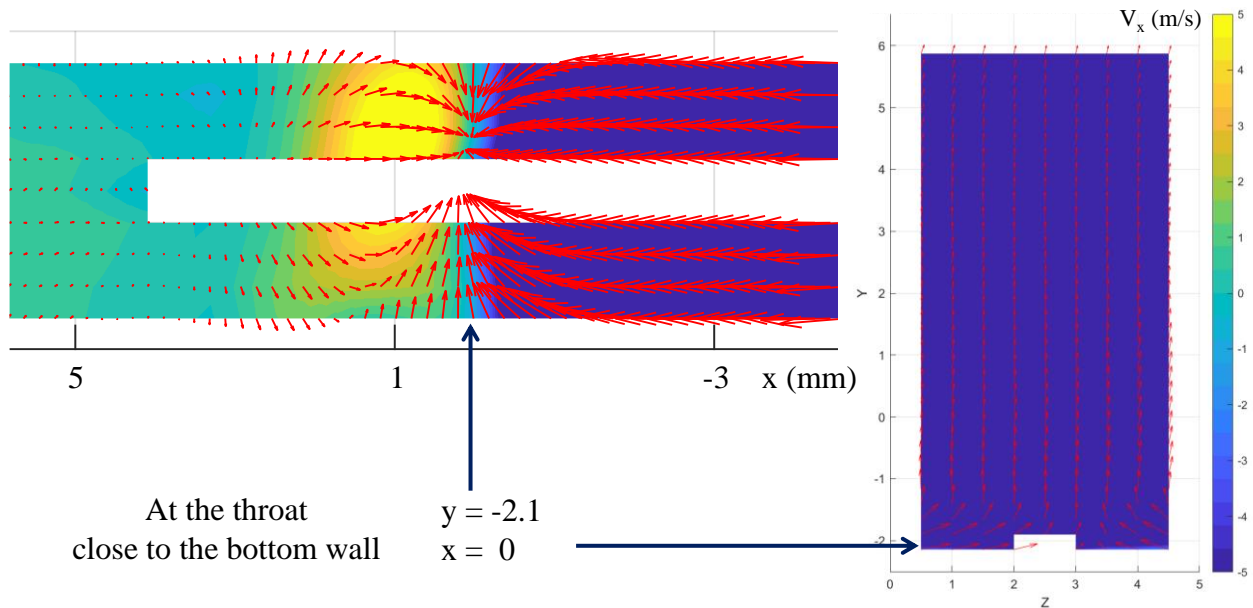 V_x (m/s)
5
4
3
2
1
0
-1
-2
-3
-4
-5
6
5
4
3
2
1
0
-1
-2
Y
0 1 2 3 4 5
Z
5 1 -3 x (mm)
At the throat y = -2.1
close to the bottom wall x = 0